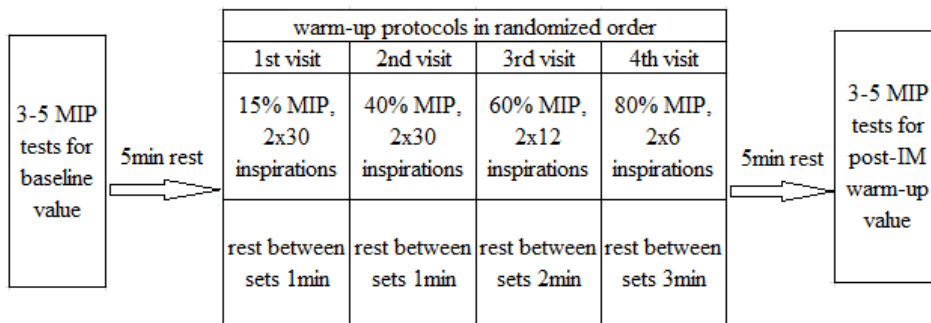 3-5 MIP
tests for
baseline
value
5min rest
warm-up protocols in randomized order
1st visit
2nd visit
3rd visit
4th visit
15% MIP,
2x30
inspirations
40% MIP,
2x30
inspirations
60% MIP,
2x12
inspirations
80% MIP,
2x6
inspirations
rest between
sets 1min
rest between
sets 1min
rest between
sets 2min
rest between
sets 3min
5min rest
3-5 MIP
tests for
post-IM
warm-up
value